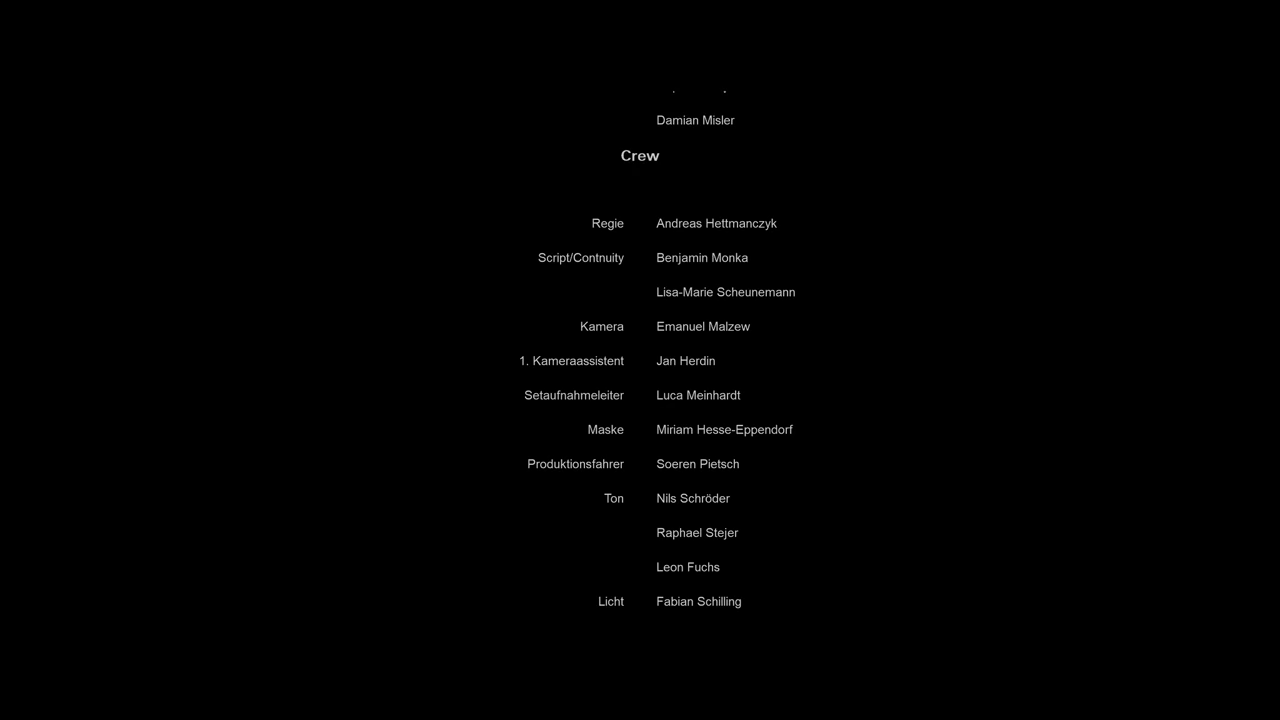 Damian Misler
Crew
Regie Andreas Hettmanczyk
Script/Contnuity Benjamin Monka
Lisa-Marie Scheunemann
Kamera Emanuel Malzew
1. Kameraassistent Jan Herdin
Setaufnahmeleiter Luca Meinhardt
Maske Miriam Hesse-Eppendorf
Produktionsfahrer Soeren Pietsch
Ton Nils Schröder
Raphael Stejer
Leon Fuchs
Licht Fabian Schilling